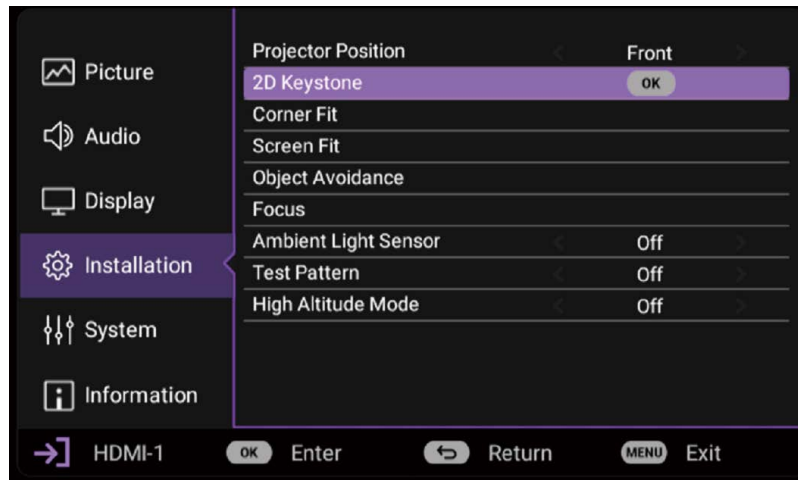 Picture
Audio
Display
Installation
System
Information
Projector Position Front
2D Keystone OK
Corner Fit
Screen Fit
Object Avoidance
Focus
Ambient Light Sensor Off
Test Pattern Off
High Altitude Mode Off
HDMI-1 OK Enter Return MENU Exit